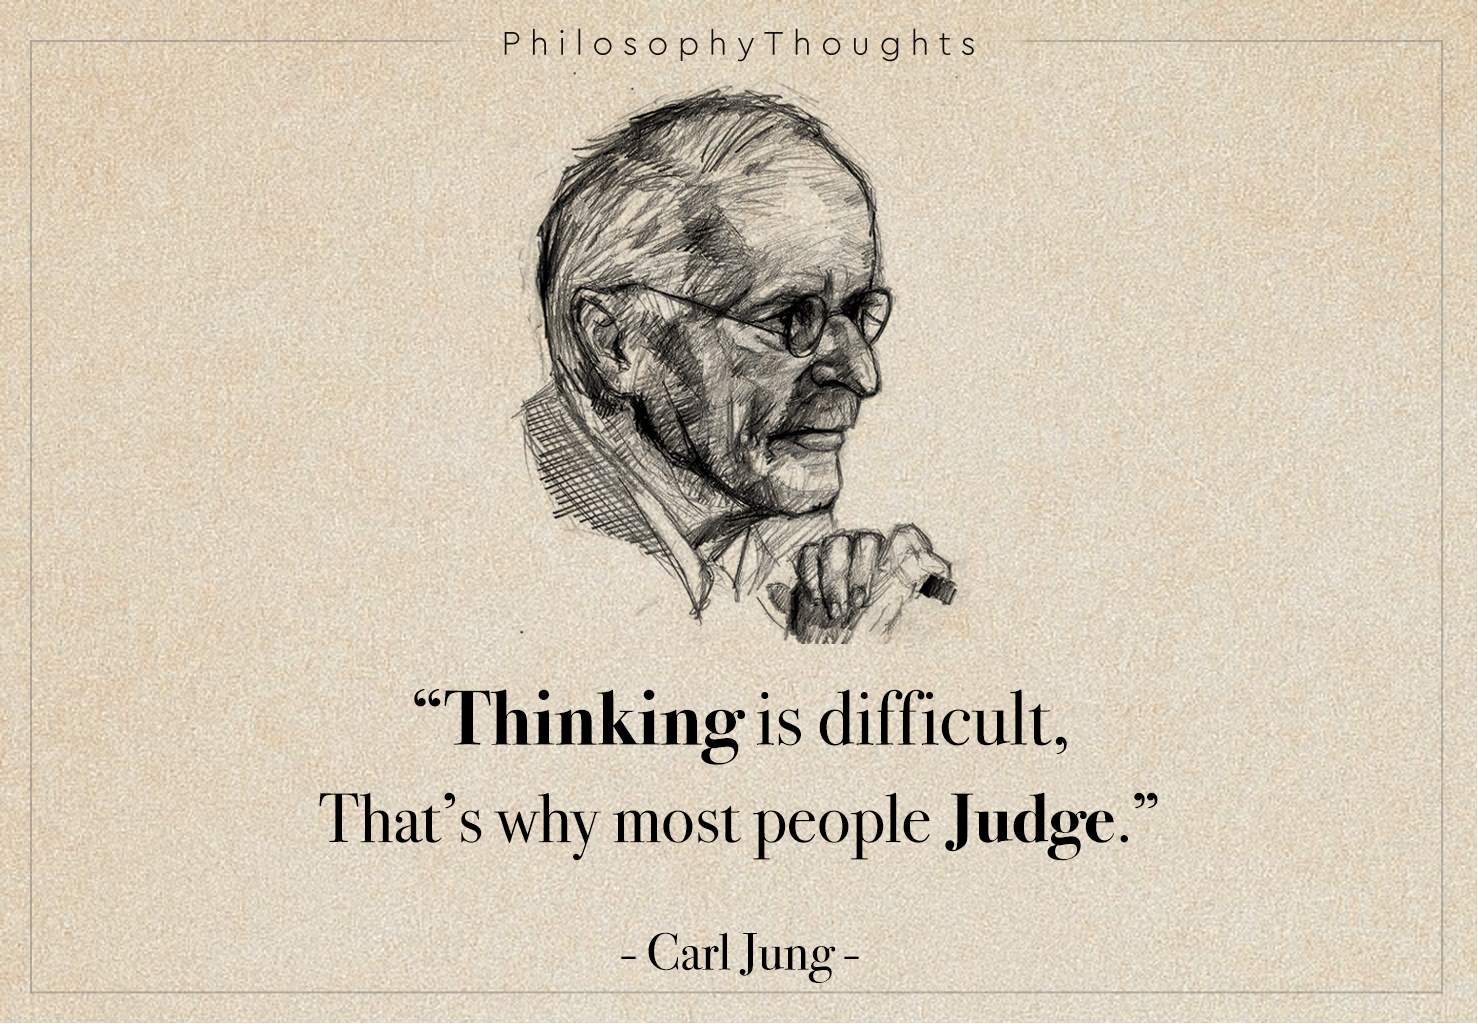 PhilosophyThoughts
“Thinking is difficult,
That’s why most people Judge.”
- Carl Jung -